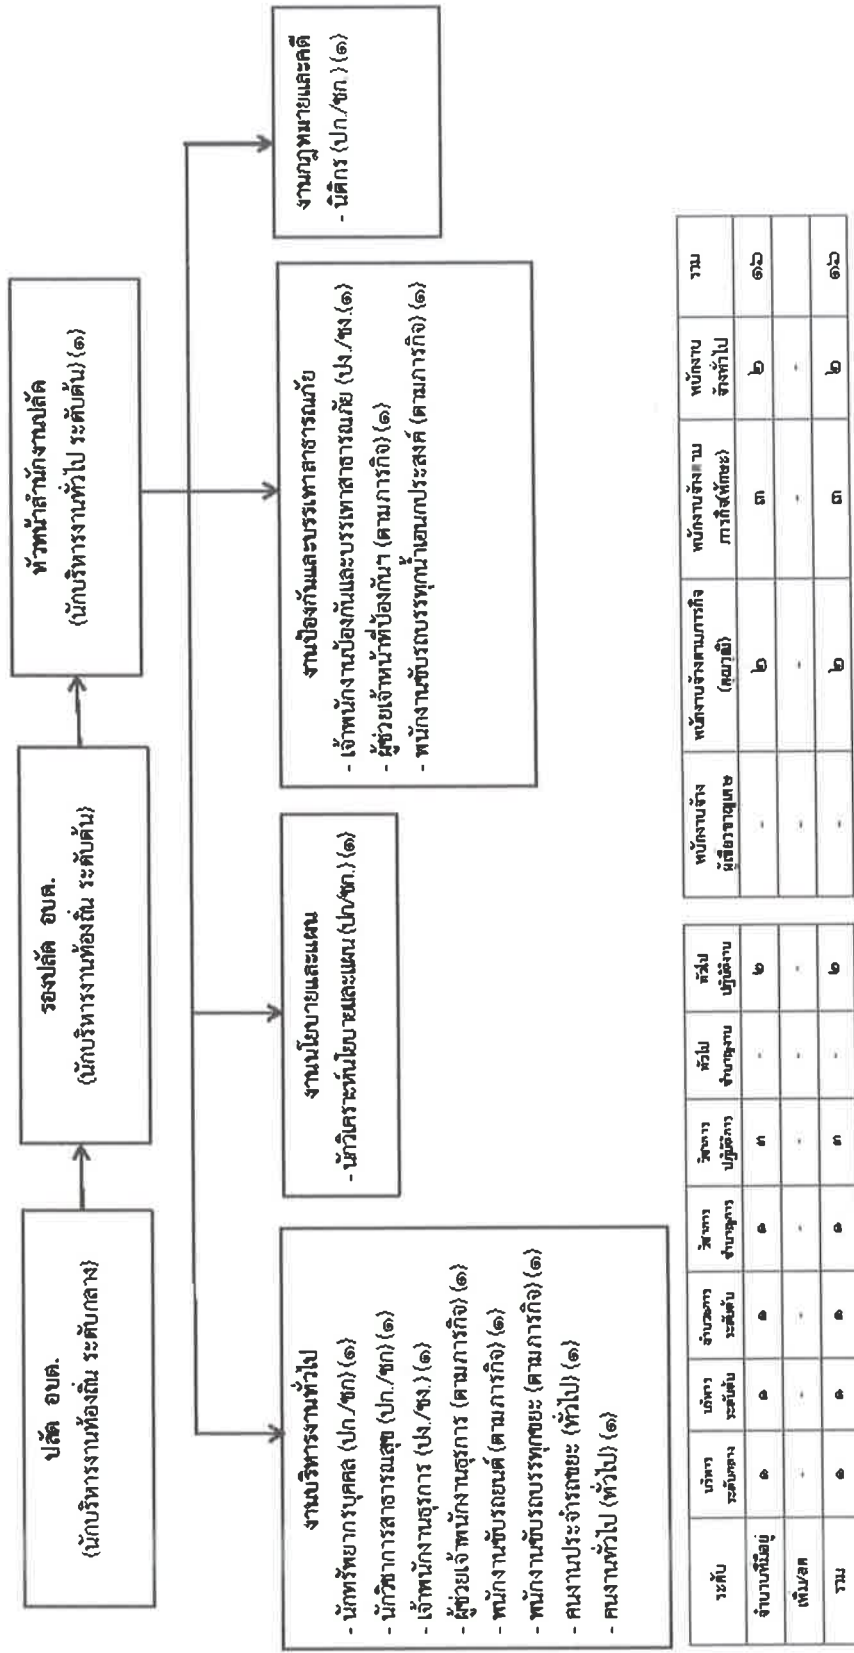 ปลัด อบต.
(นักบริหารงานท้องถิ่น ระดับกลาง)
รองปลัด อบต.
(นักบริหารงานท้องถิ่น ระดับต้น)
หัวหน้าสำนักงานปลัด
(นักบริหารงานทั่วไป ระดับต้น) (๑)
งานบริหารงานทั่วไป
- นักทรัพยากรบุคคล (ปก./ชก) (๑)
- นักวิชาการสาธารณสุข (ปก./ชก) (๑)
- เจ้าพนักงานธุรการ (ปง./ชง.) (๑)
- ผู้ช่วยเจ้าพนักงานธุรการ (ตามภารกิจ) (๑)
- พนักงานขับรถยนต์ (ตามภารกิจ) (๑)
- พนักงานขับรถบรรทุกขยะ (ตามภารกิจ) (๑)
- คนงานประจำรถขยะ (ทั่วไป) (๑)
- คนงานทั่วไป (ทั่วไป) (๑)
งานนโยบายและแผน
- นักวิเคราะห์นโยบายและแผน (ปก/ชก.) (๑)
งานป้องกันและบรรเทาสาธารณภัย
- เจ้าพนักงานป้องกันและบรรเทาสาธารณภัย (ปง./ชง.(๑)
- ผู้ช่วยเจ้าหน้าที่ป้องกันฯ (ตามภารกิจ) (๑)
- พนักงานขับรถบรรทุกน้ำเอนกประสงค์ (ตามภารกิจ) (๑)
งานกฎหมายและคดี
- นิติกร (ปก./ชก.) (๑)
ระดับ บริหาร ระดับกลาง บริหาร ระดับต้น อำนวยการ ระดับต้น วิชาการ ชำนาญการ วิชาการ ปฏิบัติการ ทั่วไป ชำนาญงาน ทั่วไป ปฏิบัติงาน พนักงานจ้าง ผู้เชี่ยวชาญพิเศษ พนักงานจ้างตามภารกิจ (คุณวุฒิ) พนักงานจ้างตาม ภารกิจ(ทักษะ) พนักงาน จ้างทั่วไป รวม
จำนวนที่มีอยู่ ๑ ๑ ๑ ๑ ๓ - ๒ - ๒ ๓ ๒ ๑๖
เพิ่ม/ลด - - - - - - - - - - - -
รวม ๑ ๑ ๑ ๑ ๓ - ๒ - ๒ ๓ ๒ ๑๖